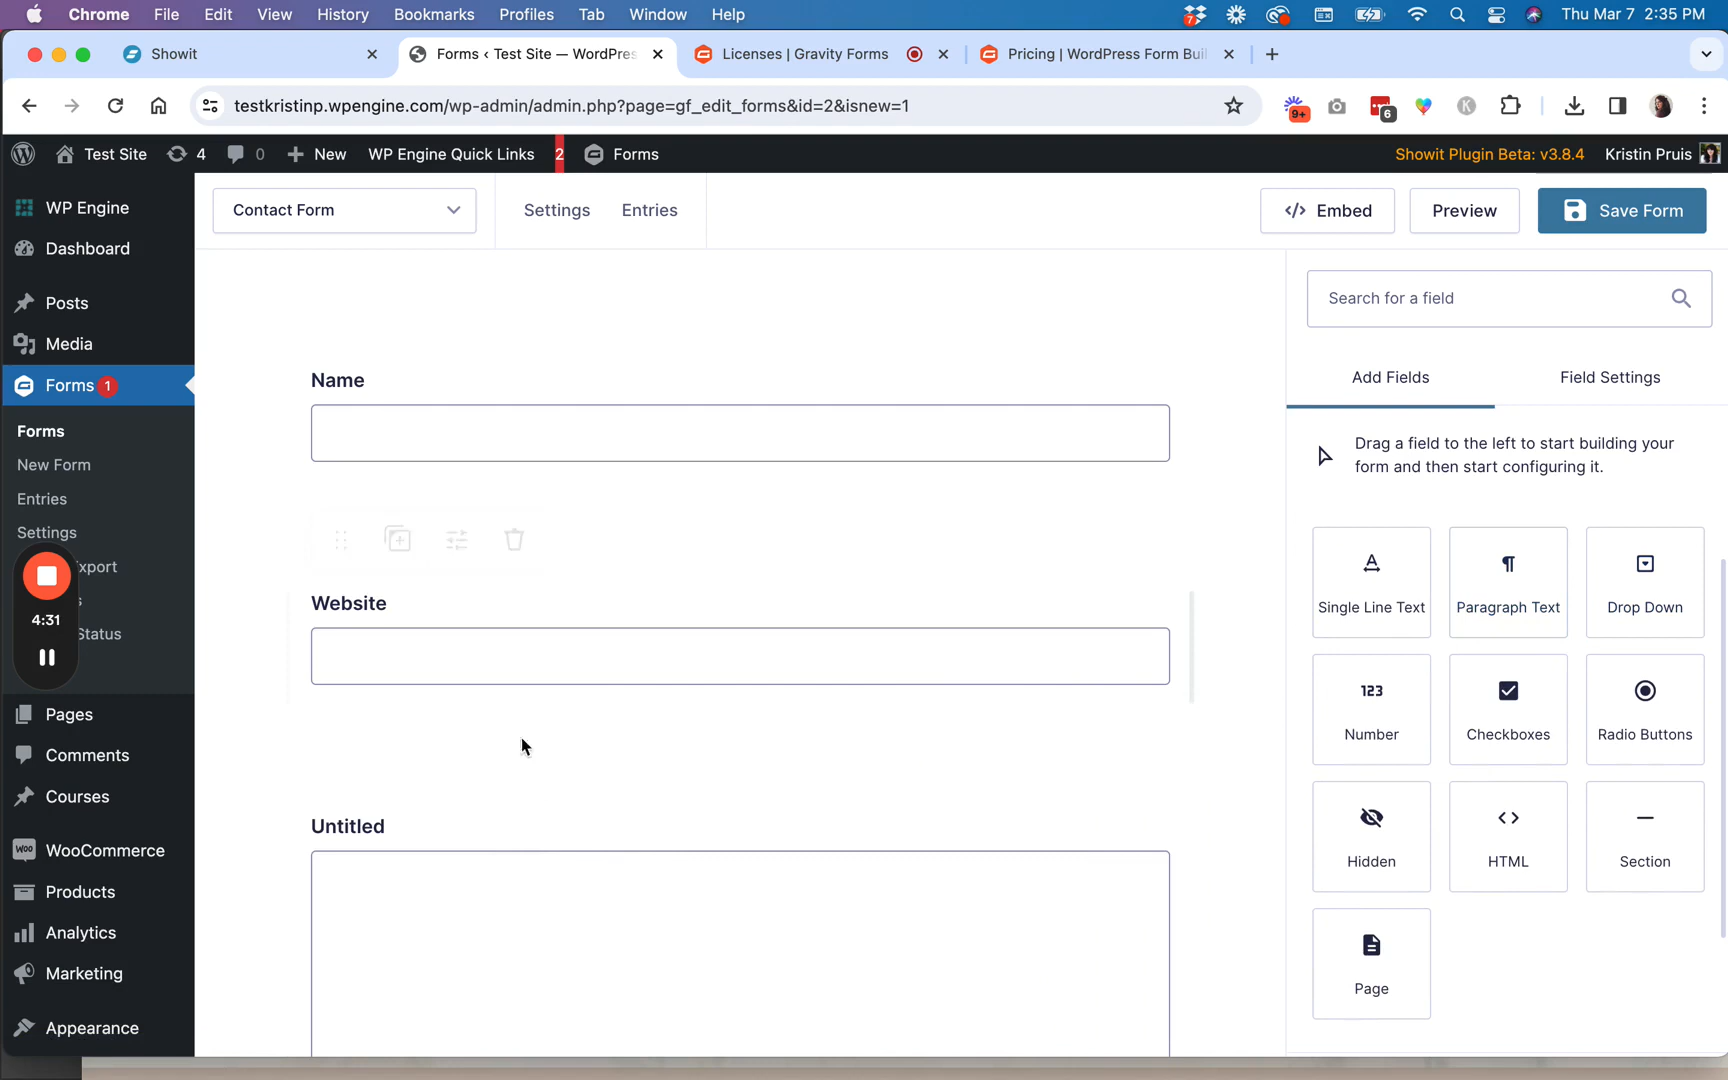 Chrome File Edit View History Bookmarks Profiles Tab Window Help 7 Thu Mar 7 2:35 PM
Showit
Forms ‹ Test Site — WordPres
Licenses | Gravity Forms
Pricing | WordPress Form Buil
testkristinp.wpengine.com/wp-admin/admin.php?page=gf_edit_forms&id=2&isnew=1
9+
6
K
Test Site 4 0 New WP Engine Quick Links 2 Forms Showit Plugin Beta: v3.8.4 Kristin Pruis
WP Engine
Dashboard
Posts
Media
Forms 1
Forms
New Form
Entries
Settings
xport
s
Status
4:31
Pages
Comments
Courses
Woo WooCommerce
Products
Analytics
Marketing
Appearance
Contact Form
Settings
Entries
</> Embed
Preview
Save Form
Name
Website
Untitled
Search for a field
Add Fields
Field Settings
Drag a field to the left to start building your
form and then start configuring it.
A Single Line Text
¶ Paragraph Text
Drop Down
123 Number
Checkboxes
Radio Buttons
Hidden
<> HTML
Section
Page